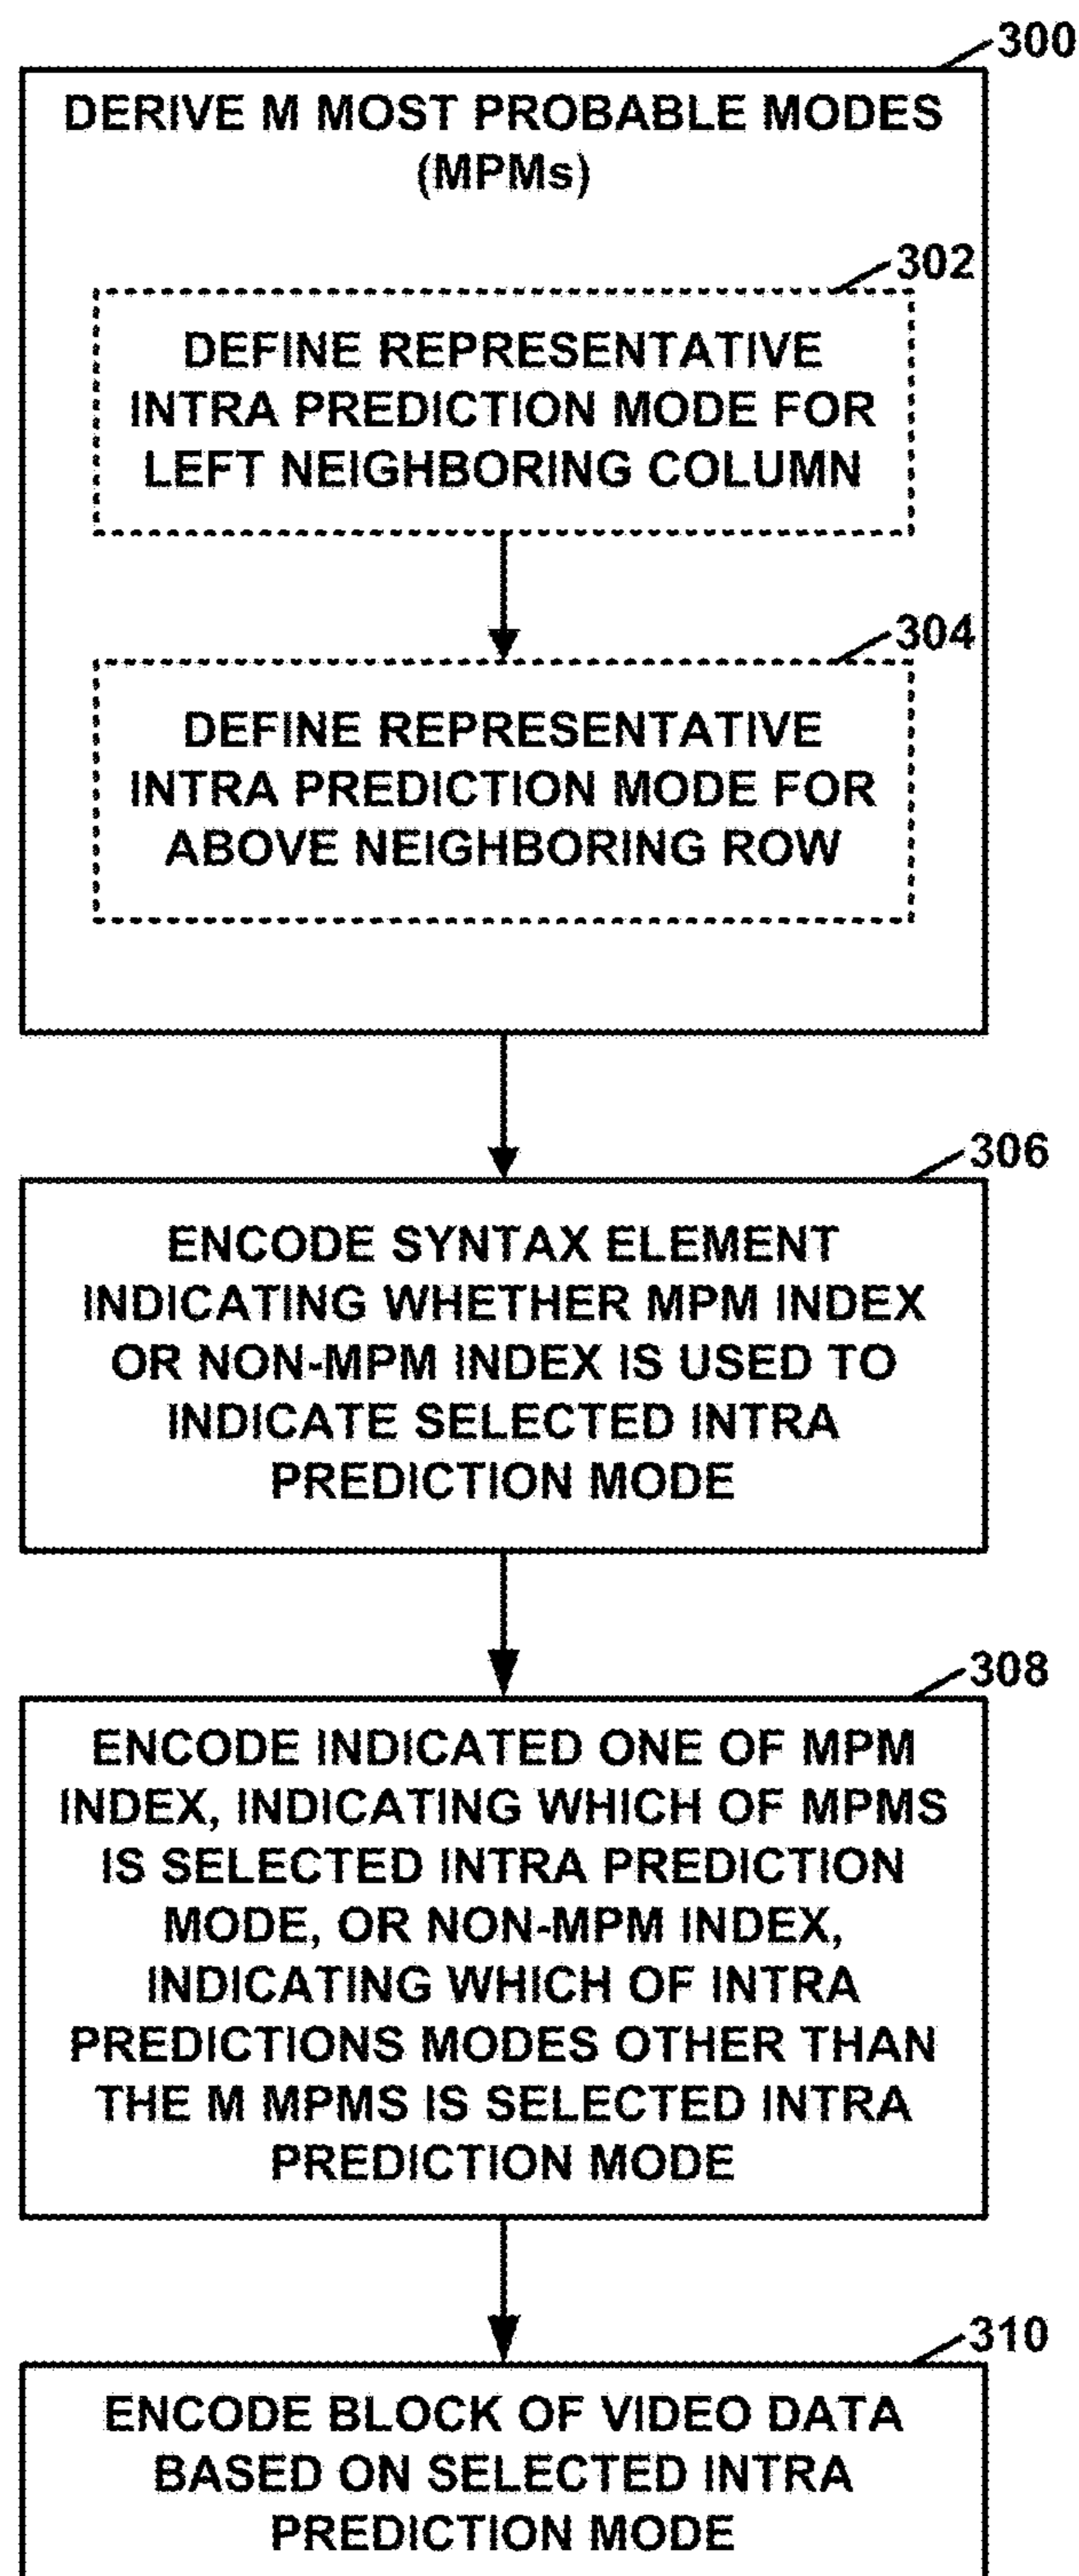 300
DERIVE M MOST PROBABLE MODES
(MPMs)
302
DEFINE REPRESENTATIVE
INTRA PREDICTION MODE FOR
LEFT NEIGHBORING COLUMN
304
DEFINE REPRESENTATIVE
INTRA PREDICTION MODE FOR
ABOVE NEIGHBORING ROW
306
ENCODE SYNTAX ELEMENT
INDICATING WHETHER MPM INDEX
OR NON-MPM INDEX IS USED TO
INDICATE SELECTED INTRA
PREDICTION MODE
308
ENCODE INDICATED ONE OF MPM
INDEX, INDICATING WHICH OF MPMS
IS SELECTED INTRA PREDICTION
MODE, OR NON-MPM INDEX,
INDICATING WHICH OF INTRA
PREDICTIONS MODES OTHER THAN
THE M MPMS IS SELECTED INTRA
PREDICTION MODE
310
ENCODE BLOCK OF VIDEO DATA
BASED ON SELECTED INTRA
PREDICTION MODE